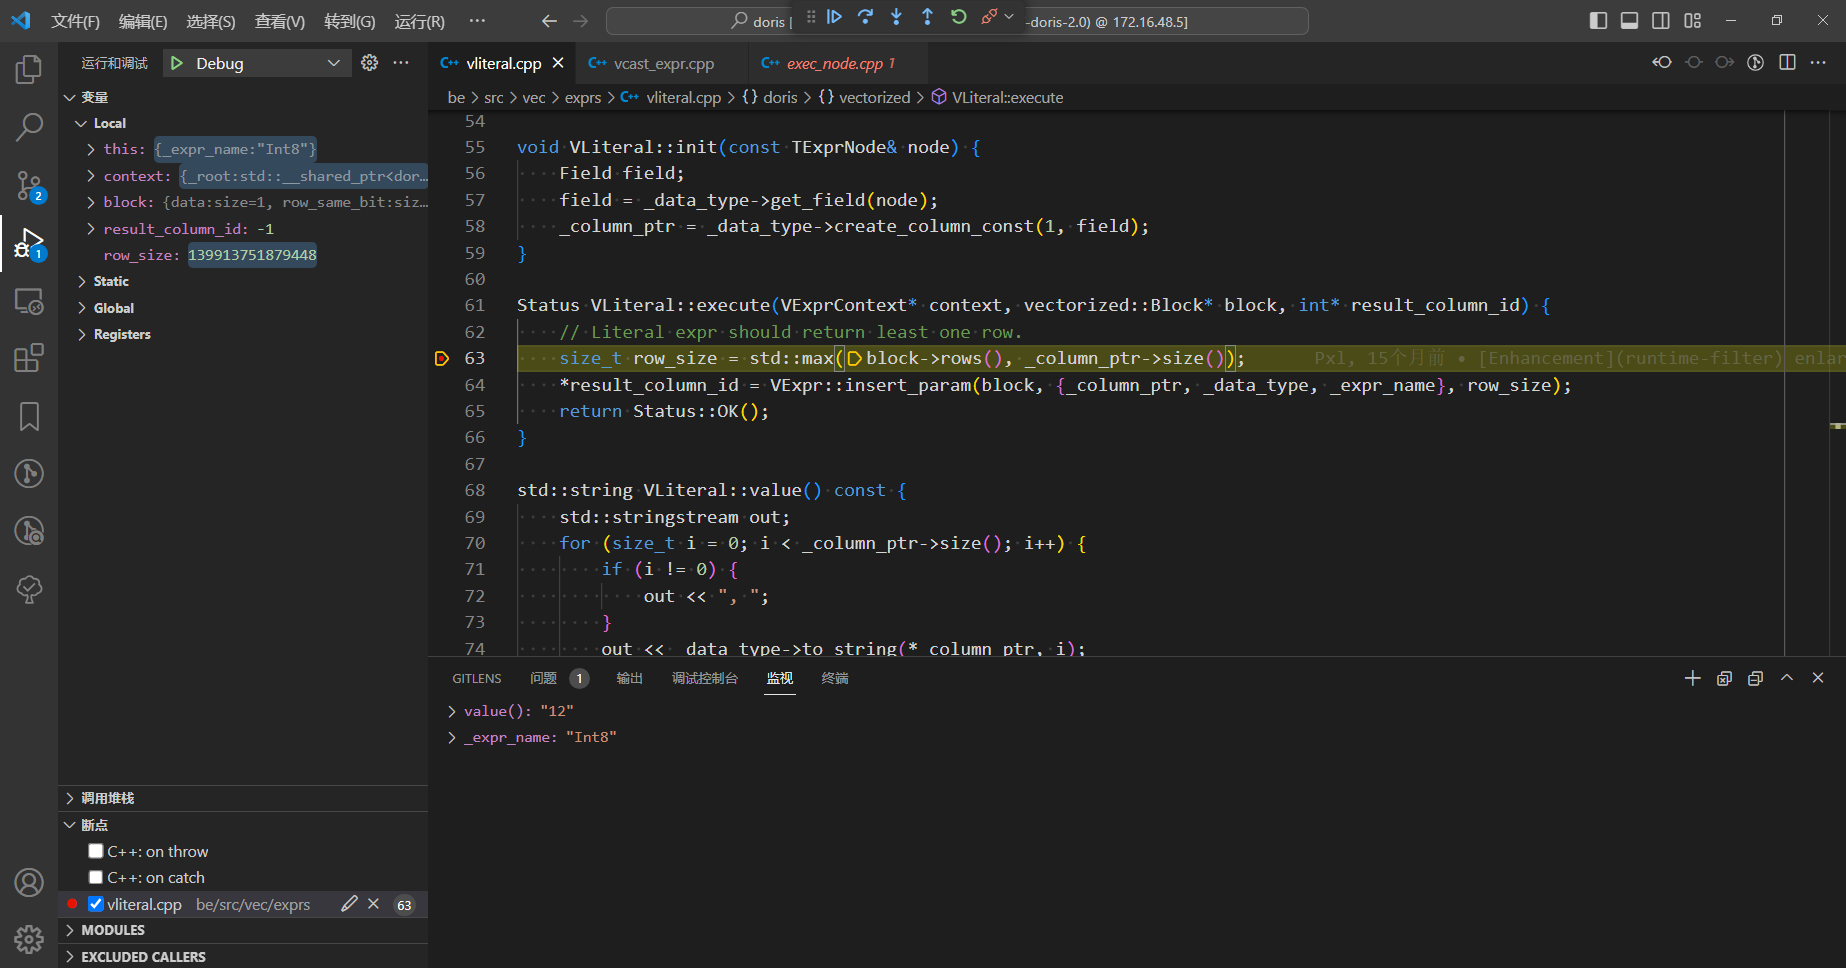 文件(F) 编辑(E) 选择(S) 查看(V) 转到(G) 运行(R) ··· doris [ -doris-2.0) @ 172.16.48.5]
运行和调试 Debug ···
变量
Local
this: {_expr_name:"Int8"}
context: {_root:std::__shared_ptr<dor…
block: {data:size=1, row_same_bit:siz…
result_column_id: -1
row_size: 139913751879448
Static
Global
Registers
调用堆栈
断点
C++: on throw
C++: on catch
vliteral.cpp be/src/vec/exprs 63
MODULES
EXCLUDED CALLERS
2
1
vliteral.cpp vcast_expr.cpp exec_node.cpp 1
be > src > vec > exprs > vliteral.cpp > {} doris > {} vectorized > VLiteral::execute
54
55 void VLiteral::init(const TExprNode& node) {
56 Field field;
57 field = _data_type->get_field(node);
58 _column_ptr = _data_type->create_column_const(1, field);
59 }
60
61 Status VLiteral::execute(VExprContext* context, vectorized::Block* block, int* result_column_id) {
62 // Literal expr should return least one row.
63 size_t row_size = std::max(block->rows(), _column_ptr->size()); Pxl, 15个月前 • [Enhancement](runtime-filter) enlar
64 *result_column_id = VExpr::insert_param(block, {_column_ptr, _data_type, _expr_name}, row_size);
65 return Status::OK();
66 }
67
68 std::string VLiteral::value() const {
69 std::stringstream out;
70 for (size_t i = 0; i < _column_ptr->size(); i++) {
71 if (i != 0) {
72 out << ", ";
73 }
74 out << _data_type->to_string(*_column_ptr, i);
GITLENS 问题 1 输出 调试控制台 监视 终端
value(): "12"
_expr_name: "Int8"